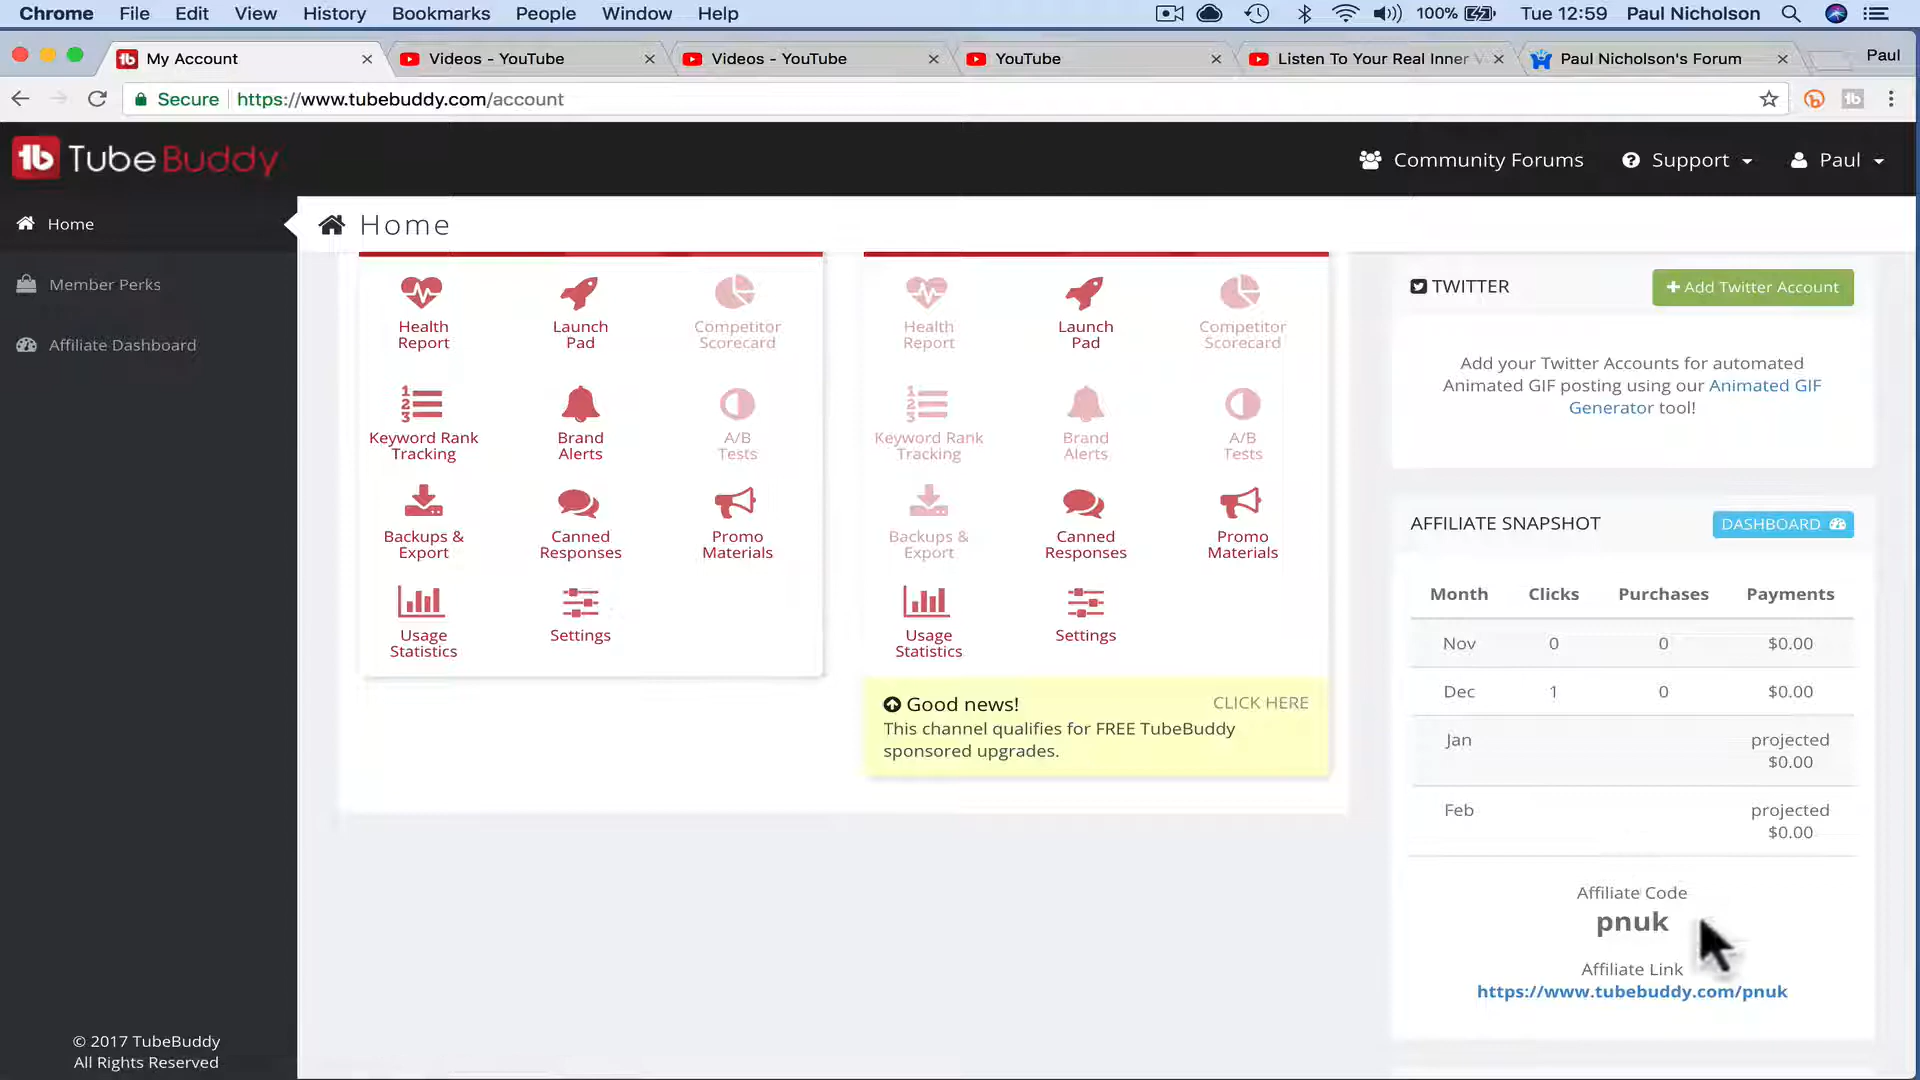 Chrome File Edit View History Bookmarks People Window Help 100% Tue 12:59 Paul Nicholson
My Account Videos - YouTube Videos - YouTube YouTube Listen To Your Real Inner V Paul Nicholson's Forum Paul
Secure https://www.tubebuddy.com/account
TubeBuddy Community Forums Support Paul
Home
Member Perks
Affiliate Dashboard
© 2017 TubeBuddy
All Rights Reserved
Home
Health Report
Launch Pad
Competitor Scorecard
Keyword Rank Tracking
Brand Alerts
A/B Tests
Backups & Export
Canned Responses
Promo Materials
Usage Statistics
Settings
Health Report
Launch Pad
Competitor Scorecard
Keyword Rank Tracking
Brand Alerts
A/B Tests
Backups & Export
Canned Responses
Promo Materials
Usage Statistics
Settings
Good news! CLICK HERE
This channel qualifies for FREE TubeBuddy
sponsored upgrades.
TWITTER + Add Twitter Account
Add your Twitter Accounts for automated
Animated GIF posting using our Animated GIF
Generator tool!
AFFILIATE SNAPSHOT DASHBOARD
Month Clicks Purchases Payments
Nov 0 0 $0.00
Dec 1 0 $0.00
Jan projected
$0.00
Feb projected
$0.00
Affiliate Code
pnuk
Affiliate Link
https://www.tubebuddy.com/pnuk